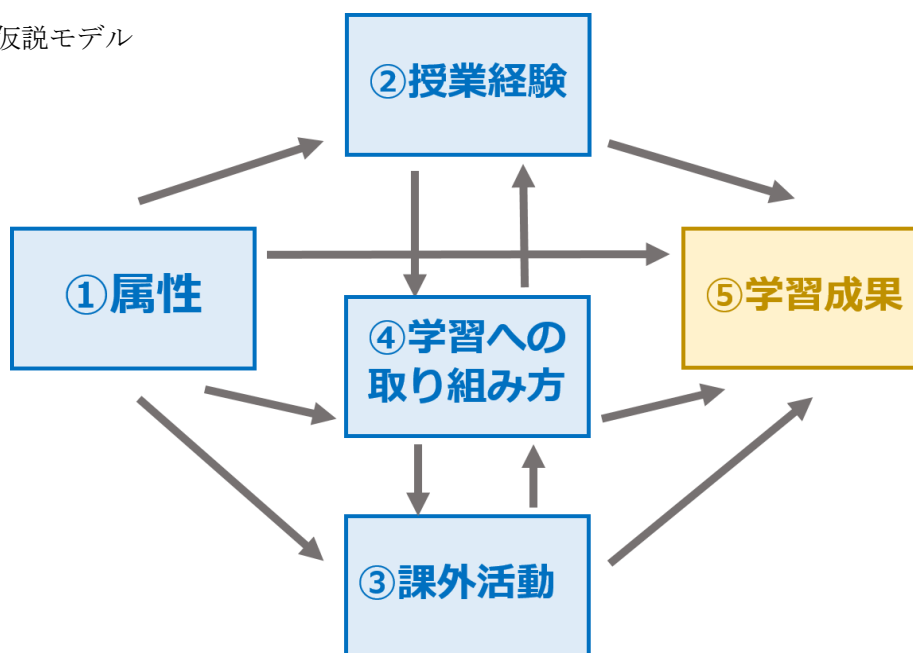 仮説モデル
②授業経験
①属性
⑤学習成果
④学習への
取り組み方
③課外活動